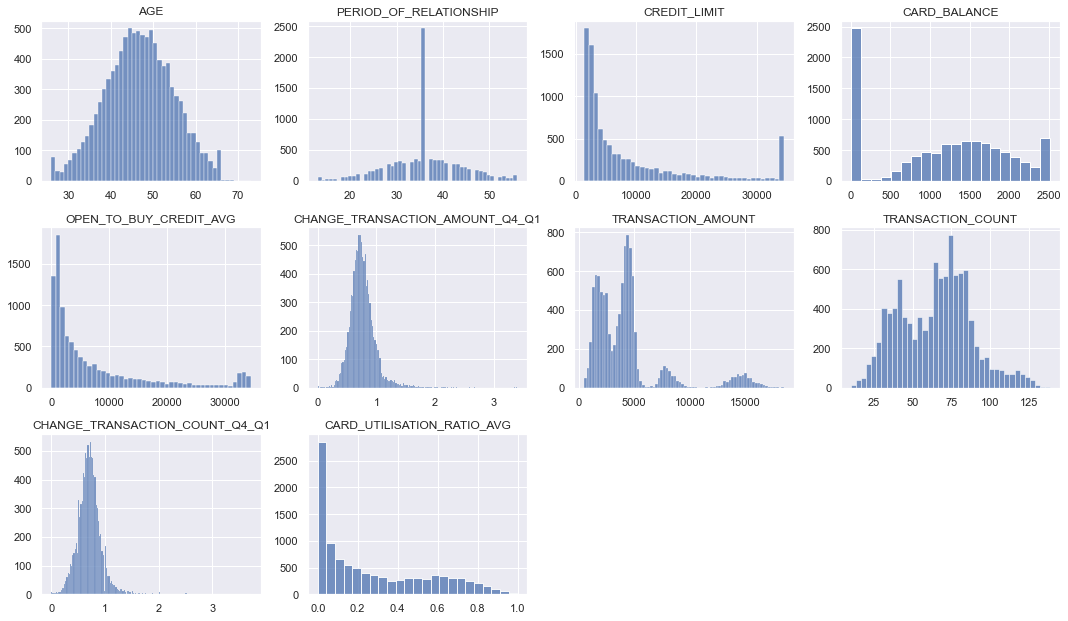 AGE
500
400
300
200
100
0
30 40 50 60 70
PERIOD_OF_RELATIONSHIP
2500
2000
1500
1000
500
0
20 30 40 50
CREDIT_LIMIT
1500
1000
500
0
0 10000 20000 30000
CARD_BALANCE
2500
2000
1500
1000
500
0
0 500 1000 1500 2000 2500
OPEN_TO_BUY_CREDIT_AVG
1500
1000
500
0
0 10000 20000 30000
CHANGE_TRANSACTION_AMOUNT_Q4_Q1
500
400
300
200
100
0
0 1 2 3
TRANSACTION_AMOUNT
800
600
400
200
0
0 5000 10000 15000
TRANSACTION_COUNT
800
600
400
200
0
25 50 75 100 125
CHANGE_TRANSACTION_COUNT_Q4_Q1
500
400
300
200
100
0
0 1 2 3
CARD_UTILISATION_RATIO_AVG
2500
2000
1500
1000
500
0
0.0 0.2 0.4 0.6 0.8 1.0